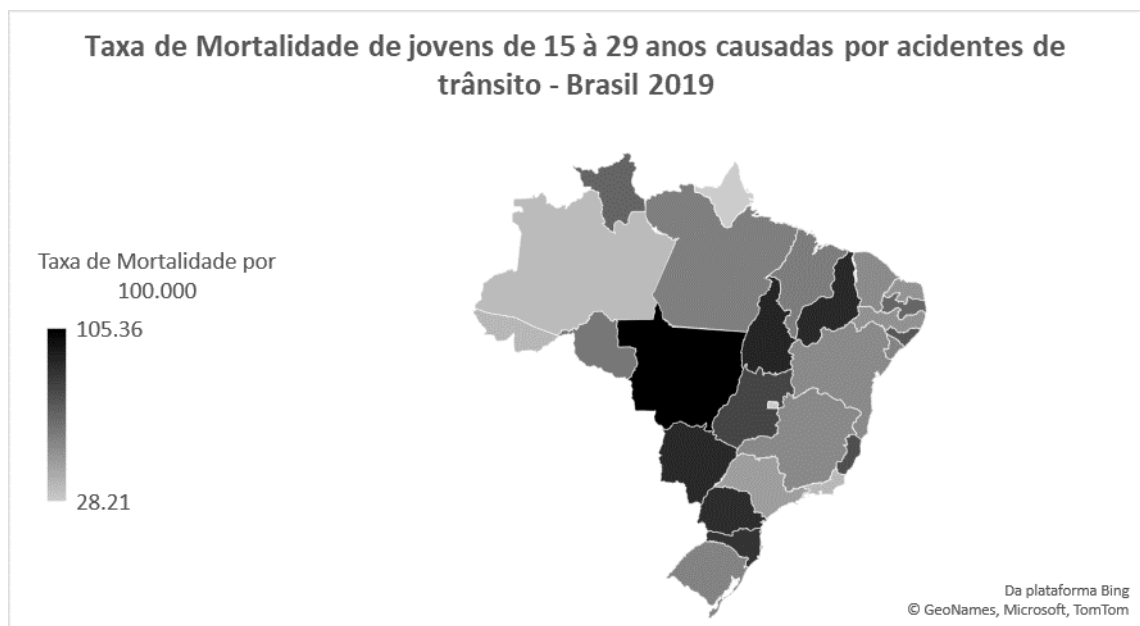 Taxa de Mortalidade de jovens de 15 à 29 anos causadas por acidentes de
trânsito - Brasil 2019
Taxa de Mortalidade por
100.000
105.36
28.21
Da plataforma Bing
© GeoNames, Microsoft, TomTom